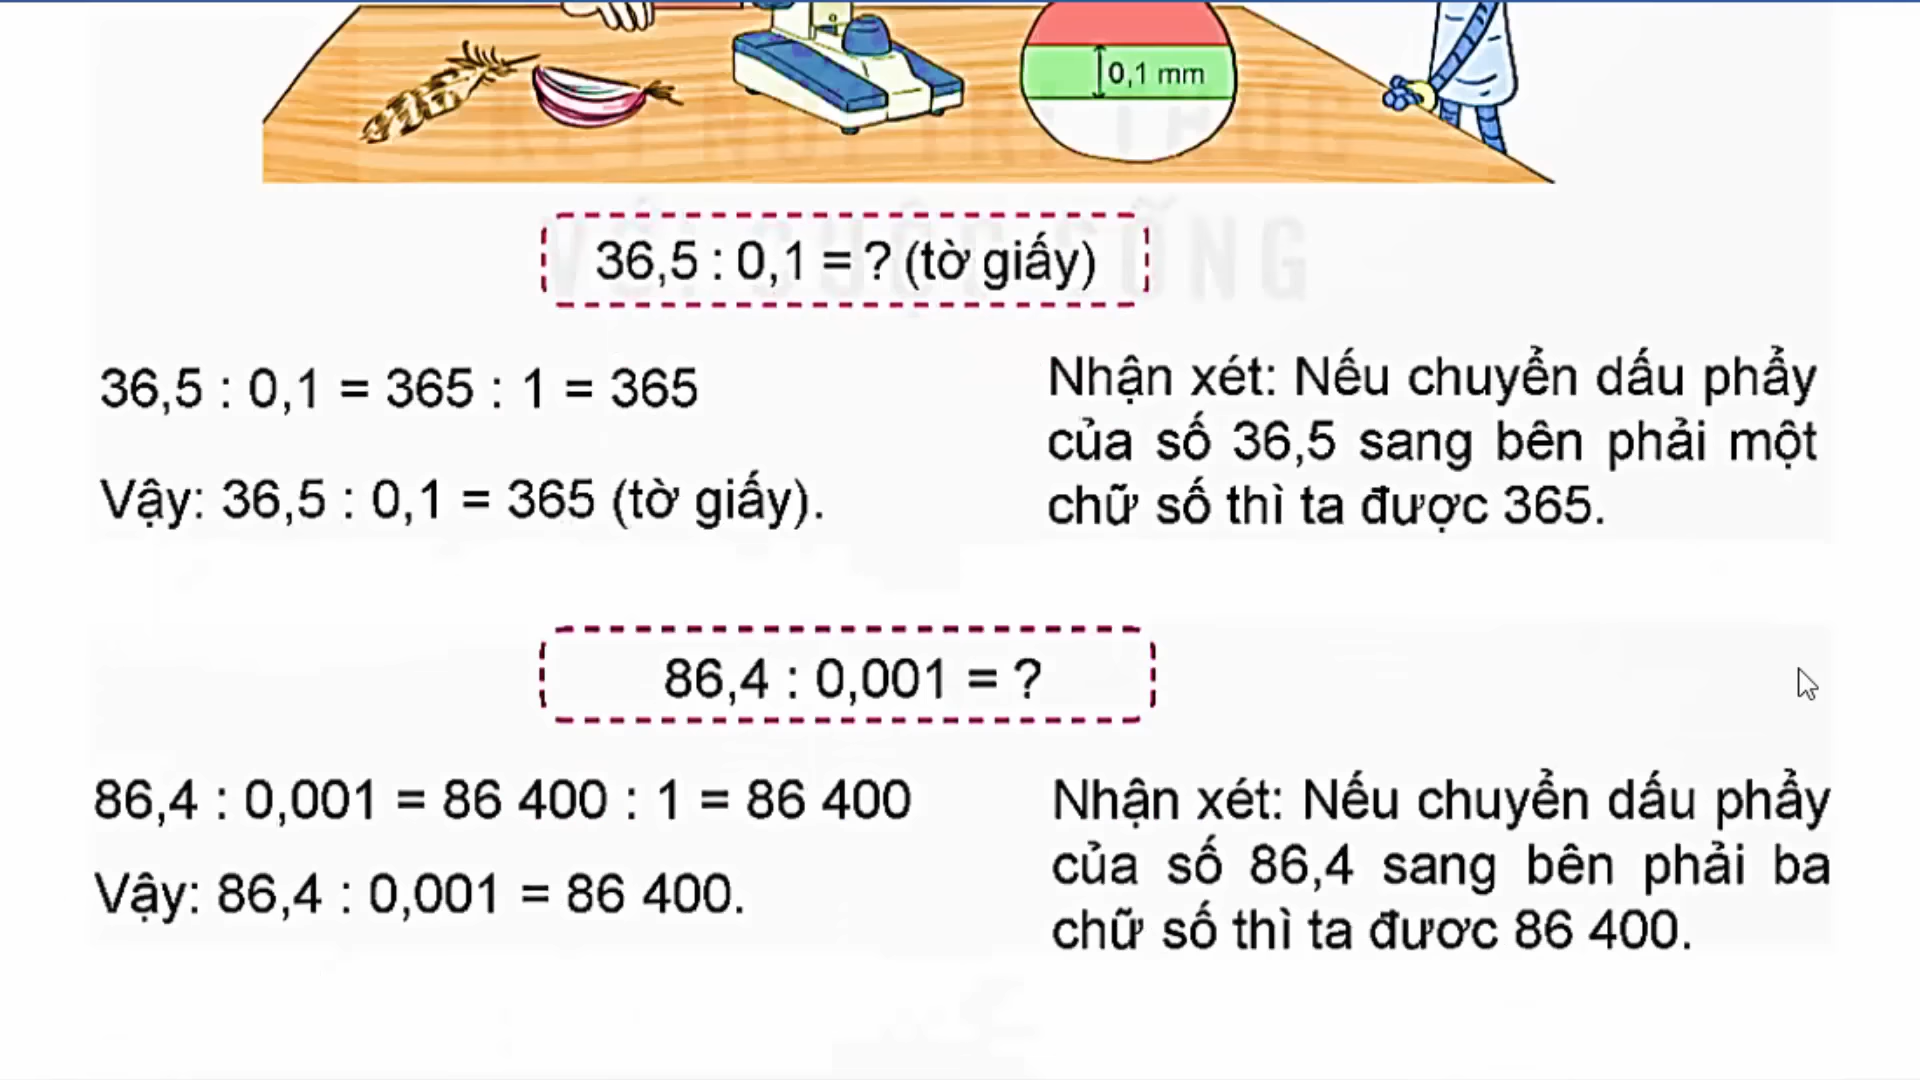 0,1 mm
36,5 : 0,1 = ? (tờ giấy)
36,5 : 0,1 = 365 : 1 = 365
Vậy: 36,5 : 0,1 = 365 (tờ giấy).
Nhận xét: Nếu chuyển dấu phẩy
của số 36,5 sang bên phải một
chữ số thì ta được 365.
86,4 : 0,001 = ?
86,4 : 0,001 = 86 400 : 1 = 86 400
Vậy: 86,4 : 0,001 = 86 400.
Nhận xét: Nếu chuyển dấu phẩy
của số 86,4 sang bên phải ba
chữ số thì ta đươc 86 400.